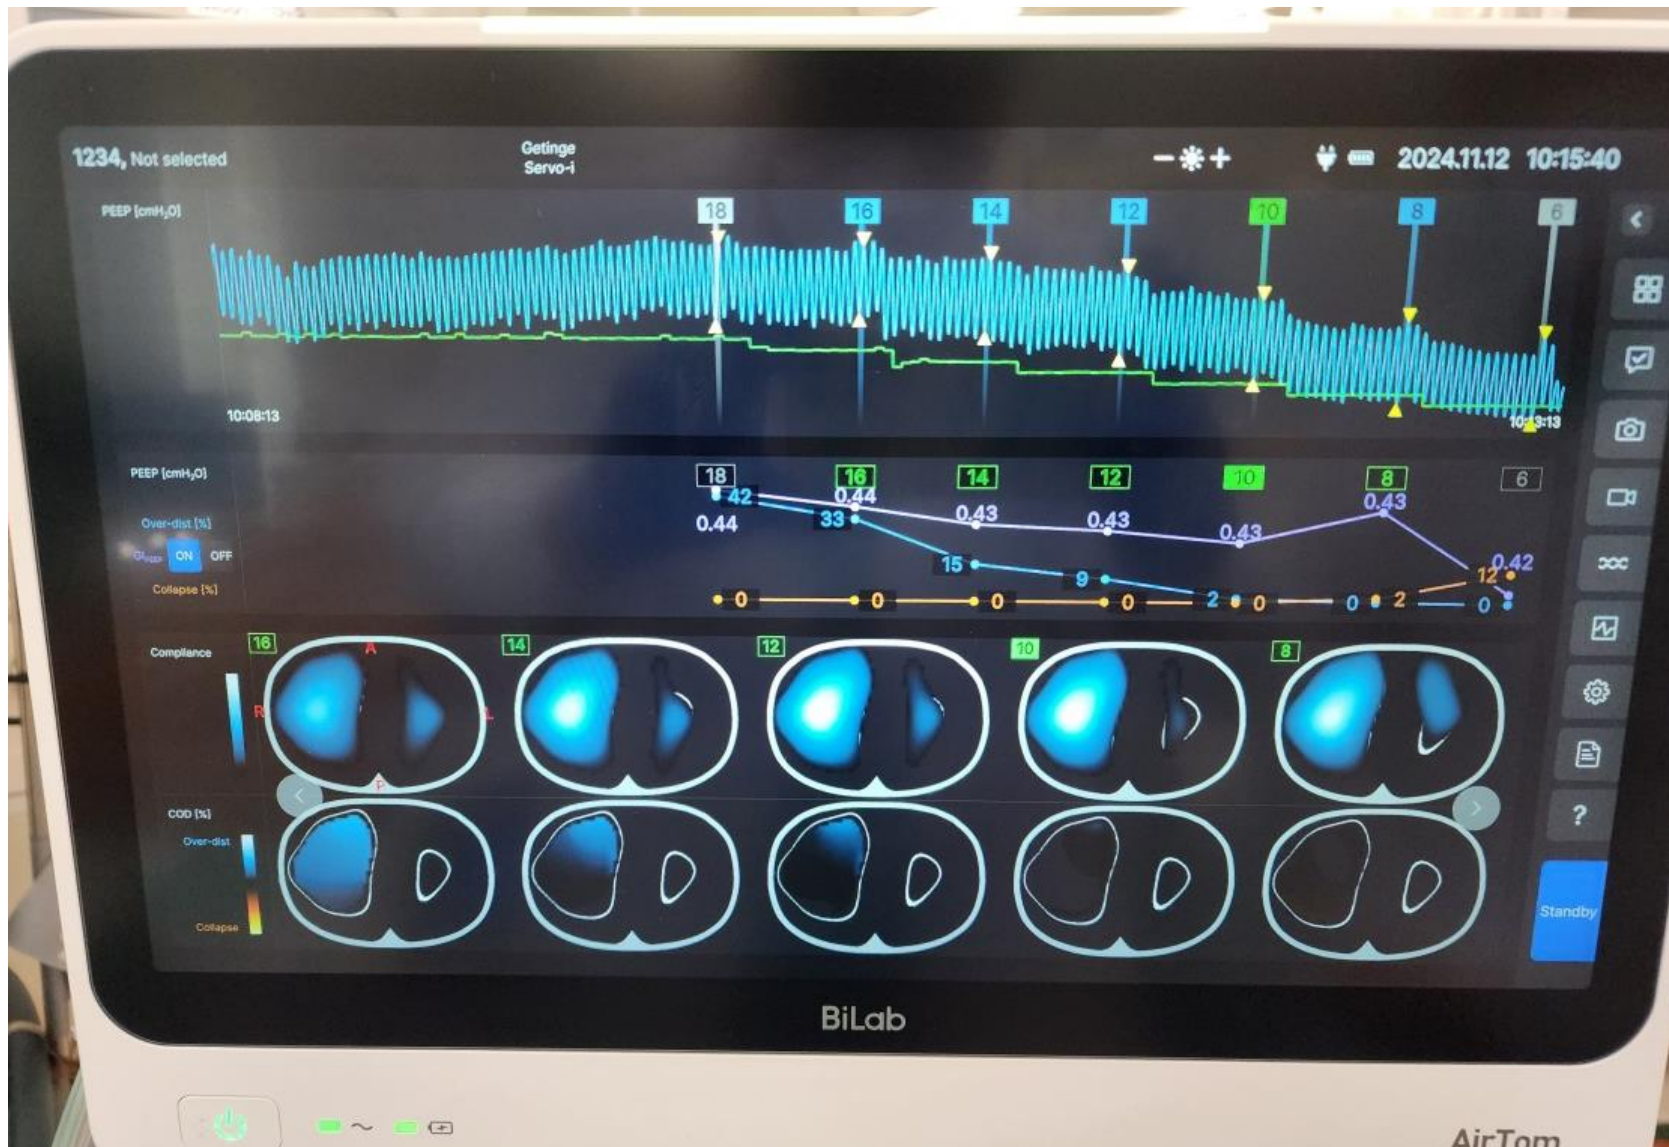 1234, Not selected
Getinge
Servo-i
2024.11.12 10:15:40
PEEP [cmH₂O]
18 16 14 12 10 8 6
10:08:13
PEEP [cmH₂O]
18 16 14 12 10 8 6
Over-dist [%]
ON OFF
Collapse [%]
0.44 0.44 0.43 0.43 0.43 0.43 0.42
42 33 15 9 2 0 0
0 0 0 0 0 2 12
Compliance
16 14 12 10 8
A
R L
P
COD [%]
Over-dist
Collapse
?
Standby
BiLab
AirTom